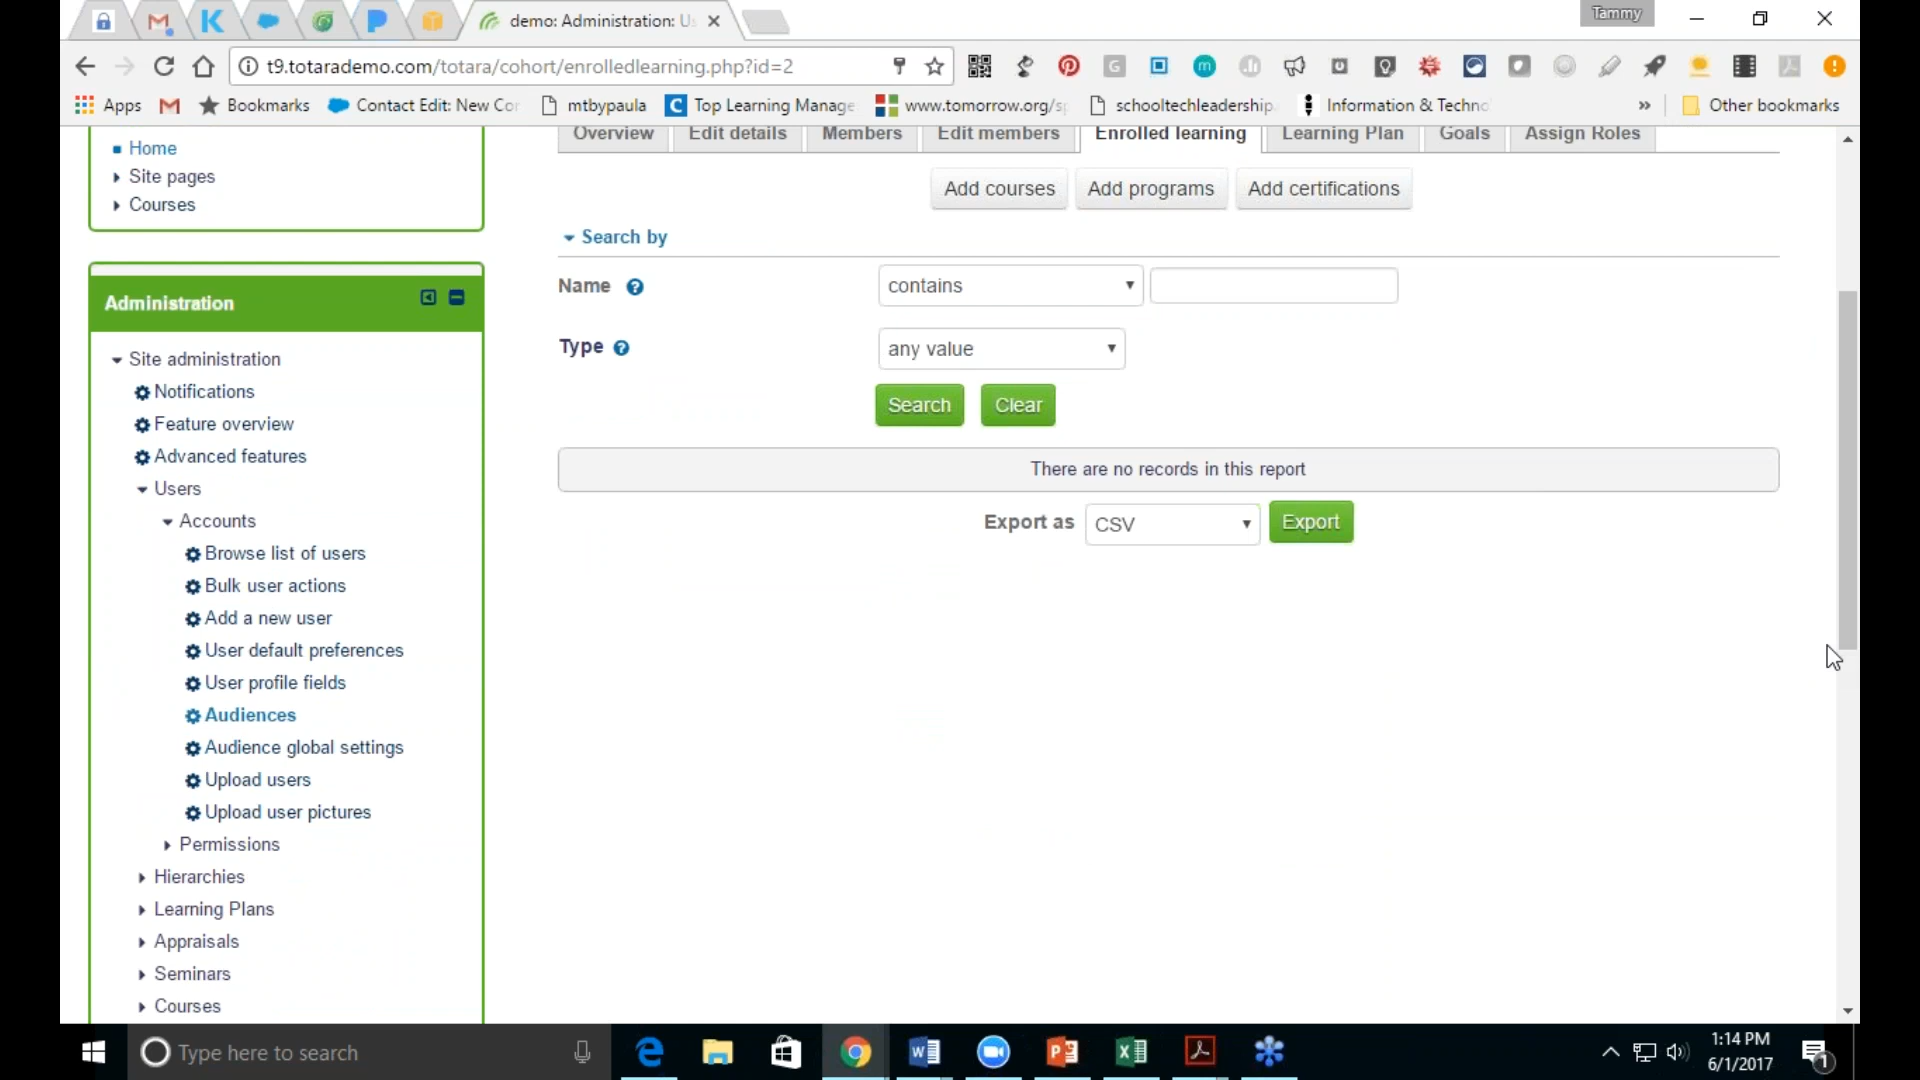 demo: Administration: Us
Tammy
t9.totarademo.com/totara/cohort/enrolledlearning.php?id=2
Apps
Bookmarks
Contact Edit: New Cor
mtbypaula
Top Learning Manage
www.tomorrow.org/sp
schooltechleadership.
Information & Techno
»
Other bookmarks
Home
Site pages
Courses
Administration
Site administration
Notifications
Feature overview
Advanced features
Users
Accounts
Browse list of users
Bulk user actions
Add a new user
User default preferences
User profile fields
Audiences
Audience global settings
Upload users
Upload user pictures
Permissions
Hierarchies
Learning Plans
Appraisals
Seminars
Courses
Overview
Edit details
Members
Edit members
Enrolled learning
Learning Plan
Goals
Assign Roles
Add courses
Add programs
Add certifications
Search by
Name
contains
Type
any value
Search
Clear
There are no records in this report
Export as
CSV
Export
Type here to search
1:14 PM
6/1/2017
1